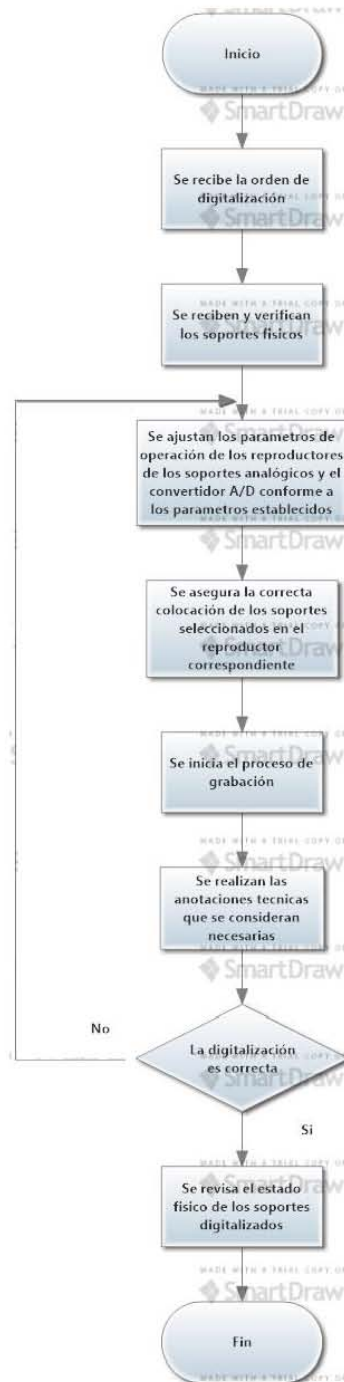 Inicio
Se recibe la orden de
digitalización
Se reciben y verifican
los soportes fisicos
Se ajustan los parametros de
operación de los reproductores
de los soportes analógicos y el
convertidor A/D conforme a
los parametros establecidos
Se asegura la correcta
colocación de los soportes
seleccionados en el
reproductor
correspondiente
Se inicia el proceso de
grabación
Se realizan las
anotaciones tecnicas
que se consideran
necesarias
No
La digitalización
es correcta
Si
Se revisa el estado
fisico de los soportes
digitalizados
Fin
MADE WITH A TRIAL COPY OF
SmartDraw